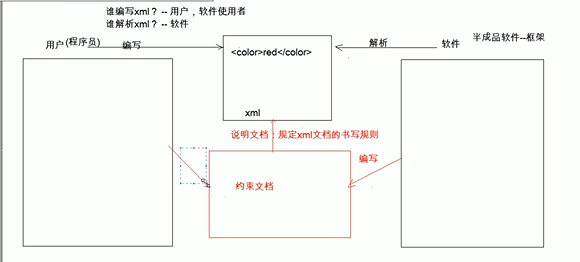 谁编写xml？ -- 用户，软件使用者
谁解析xml？ -- 软件
用户(程序员)
编写
<color>red</color>
xml
解析
软件
半成品软件--框架
说明文档：规定xml文档的书写规则
编写
约束文档